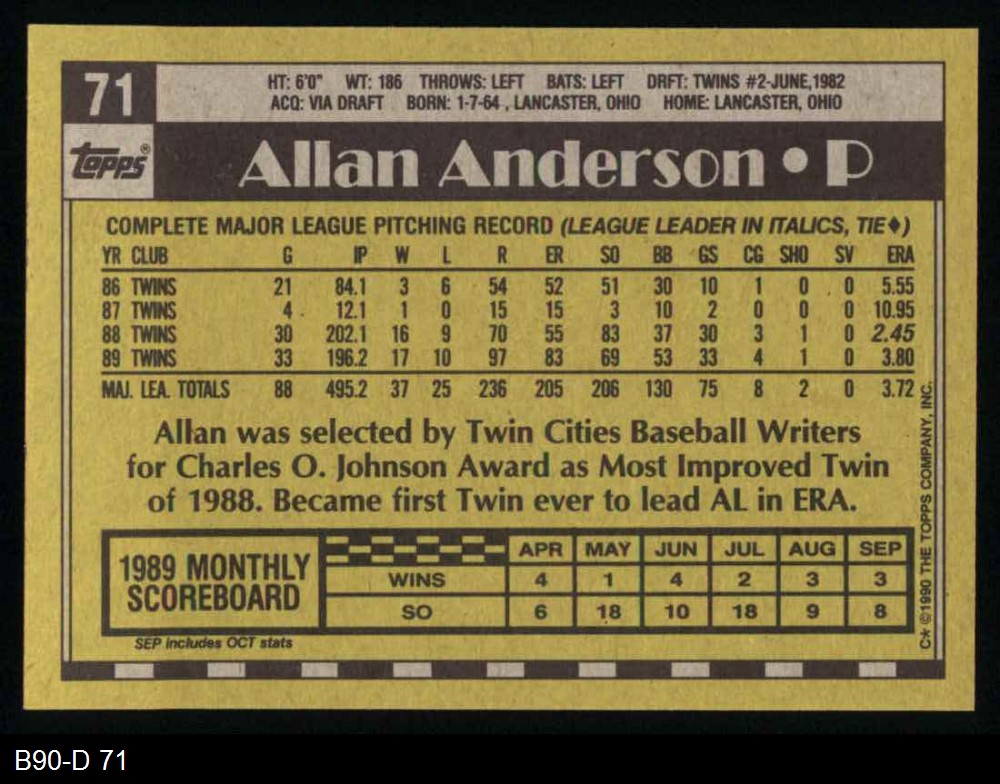 71
HT: 6'0" WT: 186 THROWS: LEFT BATS: LEFT DRFT: TWINS #2-JUNE,1982
ACQ: VIA DRAFT BORN: 1-7-64 , LANCASTER, OHIO HOME: LANCASTER, OHIO
topps®
Allan Anderson • P
COMPLETE MAJOR LEAGUE PITCHING RECORD (LEAGUE LEADER IN ITALICS, TIE♦)
YR CLUB G IP W L R ER SO BB GS CG SHO SV ERA
86 TWINS 21 84.1 3 6 54 52 51 30 10 1 0 0 5.55
87 TWINS 4 12.1 1 0 15 15 3 10 2 0 0 0 10.95
88 TWINS 30 202.1 16 9 70 55 83 37 30 3 1 0 2.45
89 TWINS 33 196.2 17 10 97 83 69 53 33 4 1 0 3.80
MAJ. LEA. TOTALS 88 495.2 37 25 236 205 206 130 75 8 2 0 3.72
Allan was selected by Twin Cities Baseball Writers
for Charles O. Johnson Award as Most Improved Twin
of 1988. Became first Twin ever to lead AL in ERA.
1989 MONTHLY
SCOREBOARD
APR MAY JUN JUL AUG SEP
WINS 4 1 4 2 3 3
SO 6 18 10 18 9 8
SEP includes OCT stats
C* ©1990 THE TOPPS COMPANY, INC.
B90-D 71